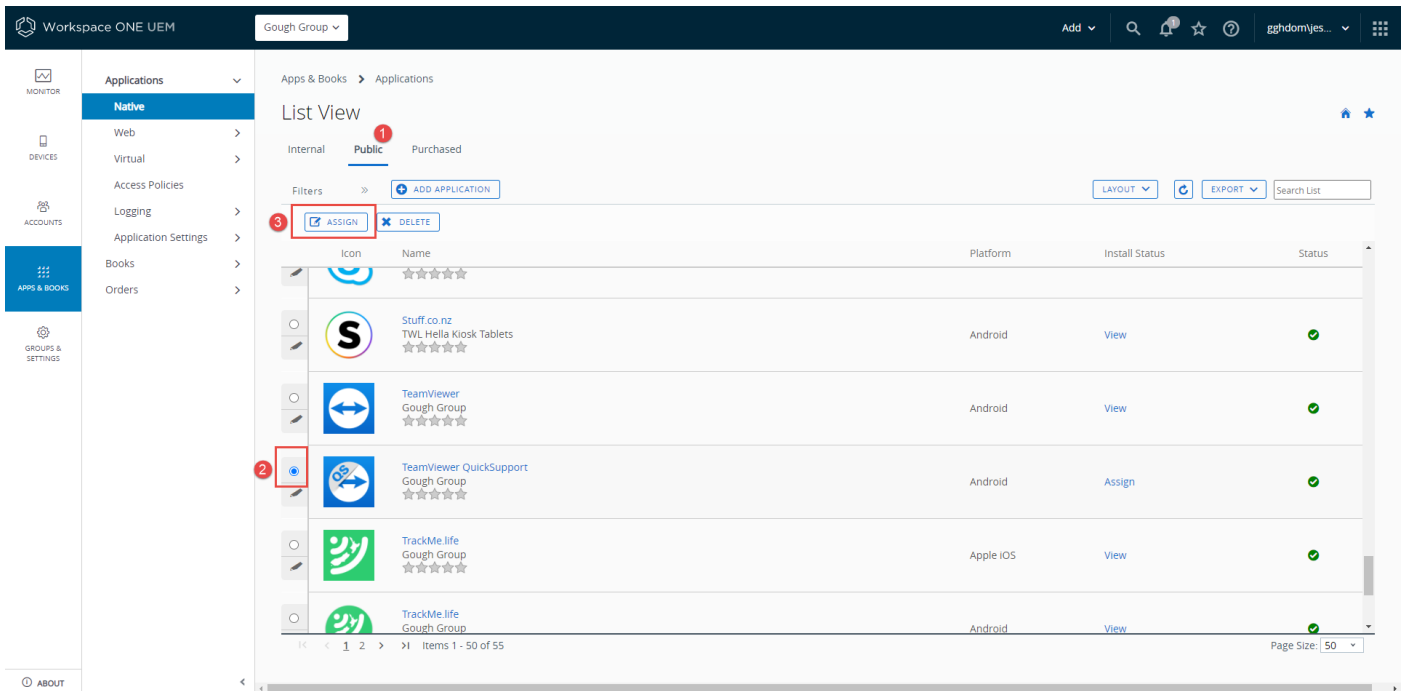 Workspace ONE UEM
Gough Group
Add
1
gghdom\jes...
MONITOR
DEVICES
ACCOUNTS
APPS & BOOKS
GROUPS &
SETTINGS
ABOUT
Applications
Native
Web
Virtual
Access Policies
Logging
Application Settings
Books
Orders
Apps & Books > Applications
List View
1
Internal Public Purchased
Filters » ADD APPLICATION LAYOUT EXPORT Search List
3 ASSIGN DELETE
Icon Name Platform Install Status Status
Stuff.co.nz
TWL Hella Kiosk Tablets
Android View
S
TeamViewer
Gough Group
Android View
2
QS
TeamViewer QuickSupport
Gough Group
Android Assign
TrackMe.life
Gough Group
Apple iOS View
TrackMe.life
Gough Group
Android View
1 2 Items 1 - 50 of 55 Page Size: 50